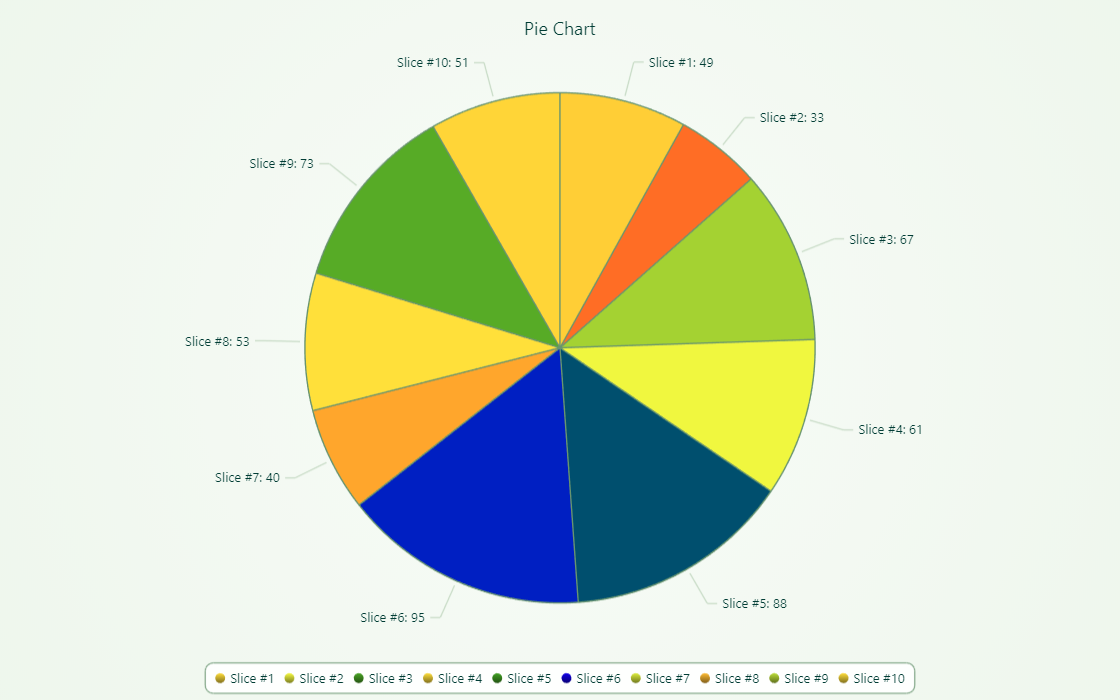 Pie Chart
Slice #10: 51
Slice #1: 49
Slice #2: 33
Slice #9: 73
Slice #3: 67
Slice #8: 53
Slice #4: 61
Slice #7: 40
Slice #5: 88
Slice #6: 95
Slice #1 Slice #2 Slice #3 Slice #4 Slice #5 Slice #6 Slice #7 Slice #8 Slice #9 Slice #10